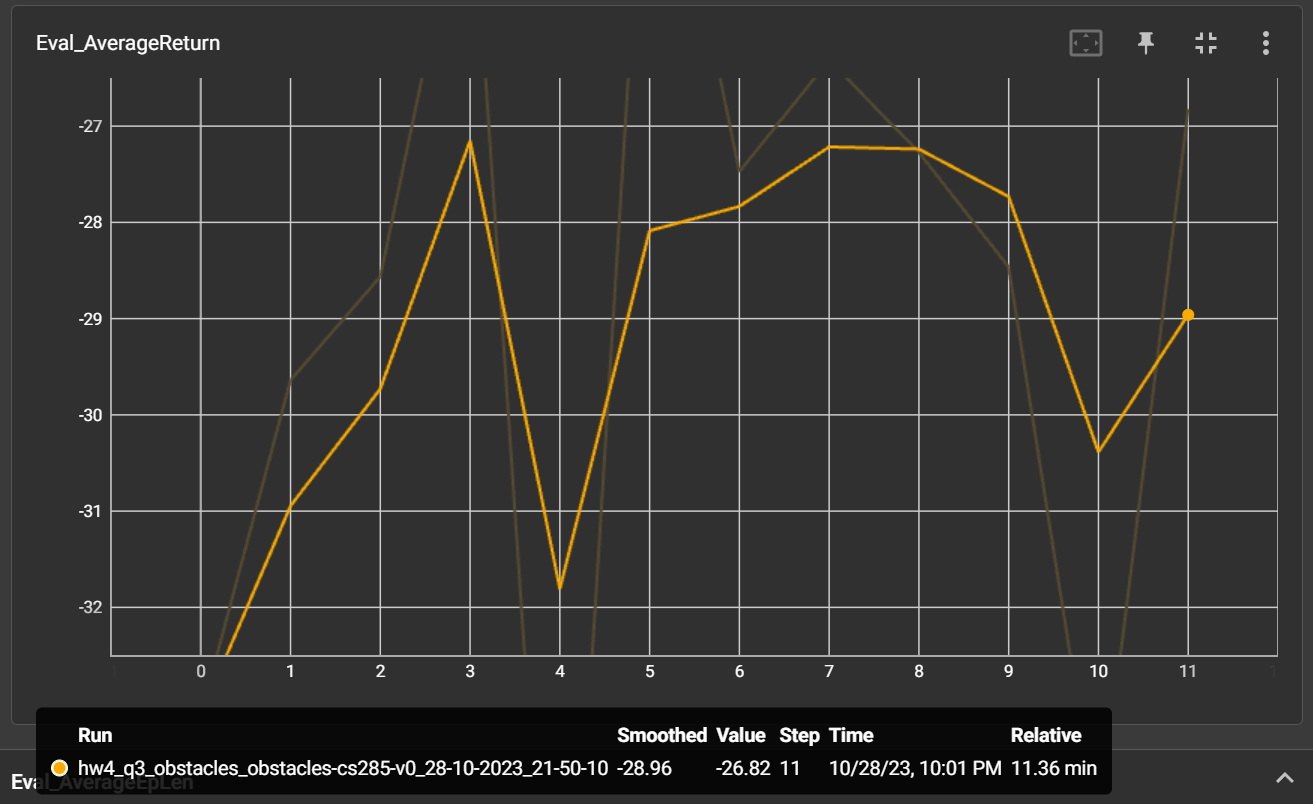 Eval_AverageReturn
-27
-28
-29
-30
-31
-32
0 1 2 3 4 5 6 7 8 9 10 11
Run Smoothed Value Step Time Relative
hw4_q3_obstacles_obstacles-cs285-v0_28-10-2023_21-50-10 -28.96 -26.82 11 10/28/23, 10:01 PM 11.36 min
Eval_AverageEpLen